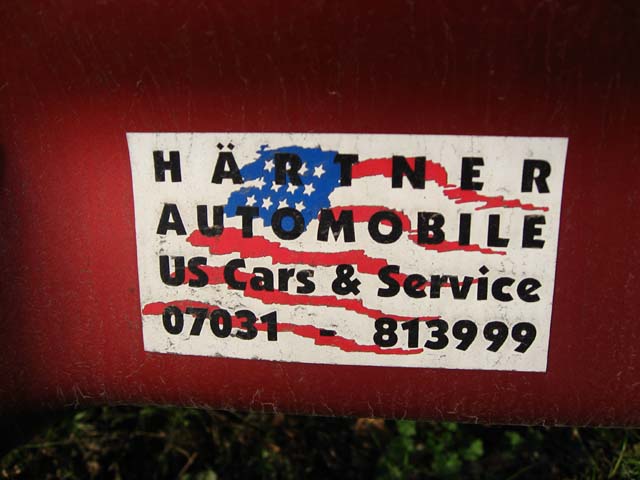 HÄRTNER
AUTOMOBILE
US Cars & Service
07031 - 813999